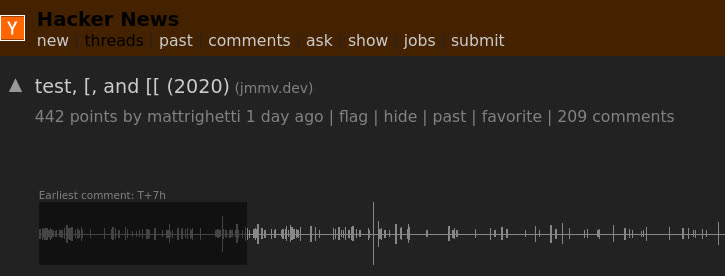 Y
Hacker News
new | threads | past | comments | ask | show | jobs | submit
▲ test, [, and [[ (2020) (jmmv.dev)
442 points by mattrighetti 1 day ago | flag | hide | past | favorite | 209 comments
Earliest comment: T+7h